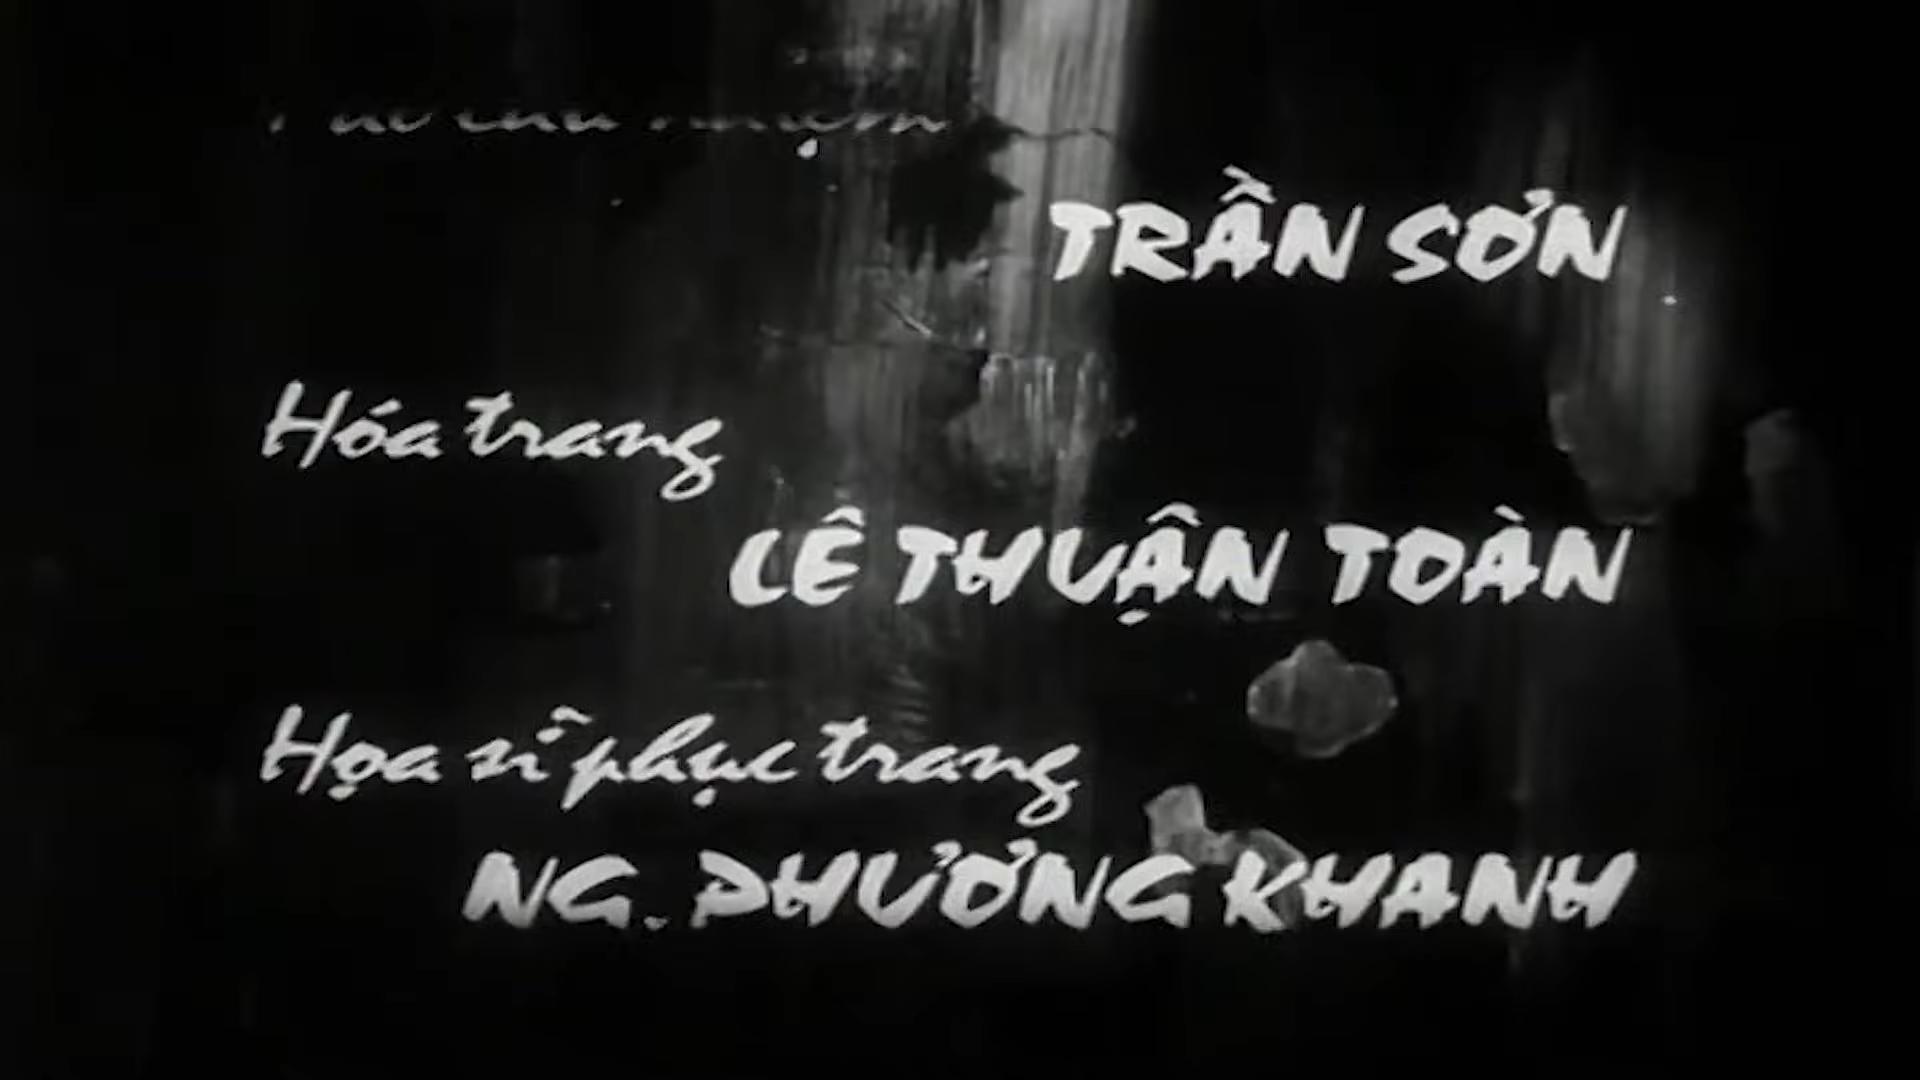 TRẦN SƠN
Hóa trang
LÊ THUẬN TOÀN
Họa sĩ phục trang
NG. PHƯƠNG KHANH